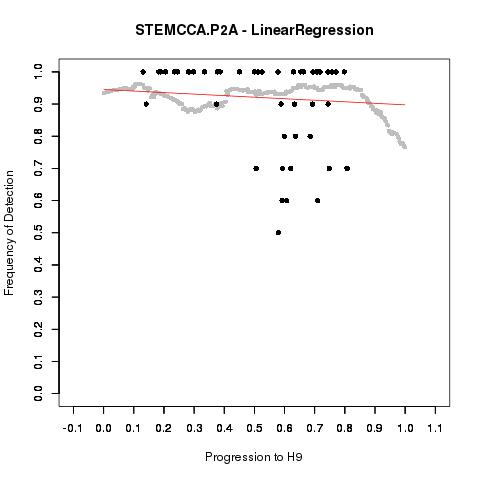 STEMCCA.P2A - LinearRegression
1.0
0.9
0.8
0.7
0.6
0.5
0.4
0.3
0.2
0.1
0.0
Frequency of Detection
-0.1 0.0 0.1 0.2 0.3 0.4 0.5 0.6 0.7 0.8 0.9 1.0 1.1
Progression to H9